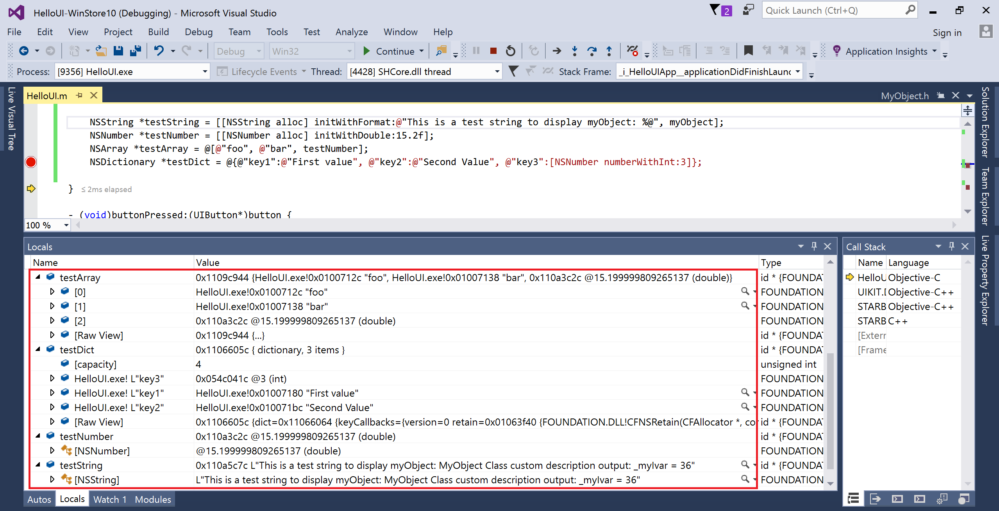 HelloUI-WinStore10 (Debugging) - Microsoft Visual Studio
2
Quick Launch (Ctrl+Q)
File Edit View Project Build Debug Team Tools Test Analyze Window Help
Sign in
Debug Win32 Continue Application Insights
Process: [9356] HelloUI.exe Lifecycle Events Thread: [4428] SHCore.dll thread Stack Frame: _i_HelloUIApp__applicationDidFinishLaunc
Live Visual Tree
HelloUI.m
MyObject.h
NSString *testString = [[NSString alloc] initWithFormat:@"This is a test string to display myObject: %@", myObject];
NSNumber *testNumber = [[NSNumber alloc] initWithDouble:15.2f];
NSArray *testArray = @[@"foo", @"bar", testNumber];
NSDictionary *testDict = @{@"key1":@"First value", @"key2":@"Second Value", @"key3":[NSNumber numberWithInt:3]};
} ≤ 2ms elapsed
- (void)buttonPressed:(UIButton*)button {
100 %
Solution Explorer
Team Explorer
Live Property Explorer
Locals
Name Value Type
testArray 0x1109c944 {HelloUI.exe!0x0100712c "foo", HelloUI.exe!0x01007138 "bar", 0x110a3c2c @15.199999809265137 (double)} id * {FOUNDAT
[0] HelloUI.exe!0x0100712c "foo" FOUNDATION
[1] HelloUI.exe!0x01007138 "bar" FOUNDATION
[2] 0x110a3c2c @15.199999809265137 (double) FOUNDATION
[Raw View] 0x1109c944 {...} id * {FOUNDAT
testDict 0x1106605c { dictionary, 3 items } id * {FOUNDAT
[capacity] 4 unsigned int
HelloUI.exe! L"key3" 0x054c041c @3 (int) FOUNDATION
HelloUI.exe! L"key1" HelloUI.exe!0x01007180 "First value" FOUNDATION
HelloUI.exe! L"key2" HelloUI.exe!0x010071bc "Second Value" FOUNDATION
[Raw View] 0x1106605c {dict=0x11066064 {keyCallbacks={version=0 retain=0x01063f40 {FOUNDATION.DLL!CFNSRetain(CFAllocator *, cor id * {FOUNDAT
testNumber 0x110a3c2c @15.199999809265137 (double) id * {FOUNDAT
[NSNumber] @15.199999809265137 (double) FOUNDATION
testString 0x110a5c7c L"This is a test string to display myObject: MyObject Class custom description output: _myIvar = 36" id * {FOUNDAT
[NSString] L"This is a test string to display myObject: MyObject Class custom description output: _myIvar = 36" FOUNDATION
Autos Locals Watch 1 Modules
Call Stack
Name Language
HelloU Objective-C
UIKIT.D Objective-C++
STARB Objective-C++
STARB C++
[Extern
[Frame